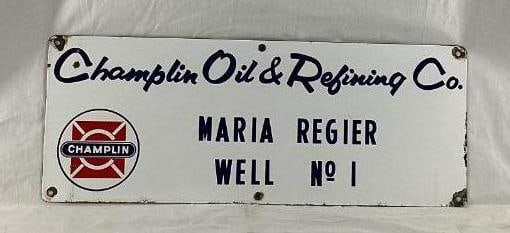 Champlin Oil & Refining Co.
CHAMPLIN
MARIA REGIER
WELL Nº 1